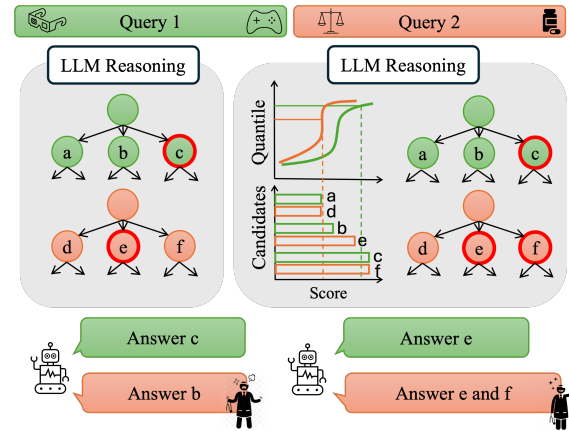 Query 1
Query 2
LLM Reasoning
a
b
c
d
e
f
LLM Reasoning
Quantile
Candidates
a
d
b
e
c
f
Score
a
b
c
d
e
f
Answer c
Answer b
Answer e
Answer e and f